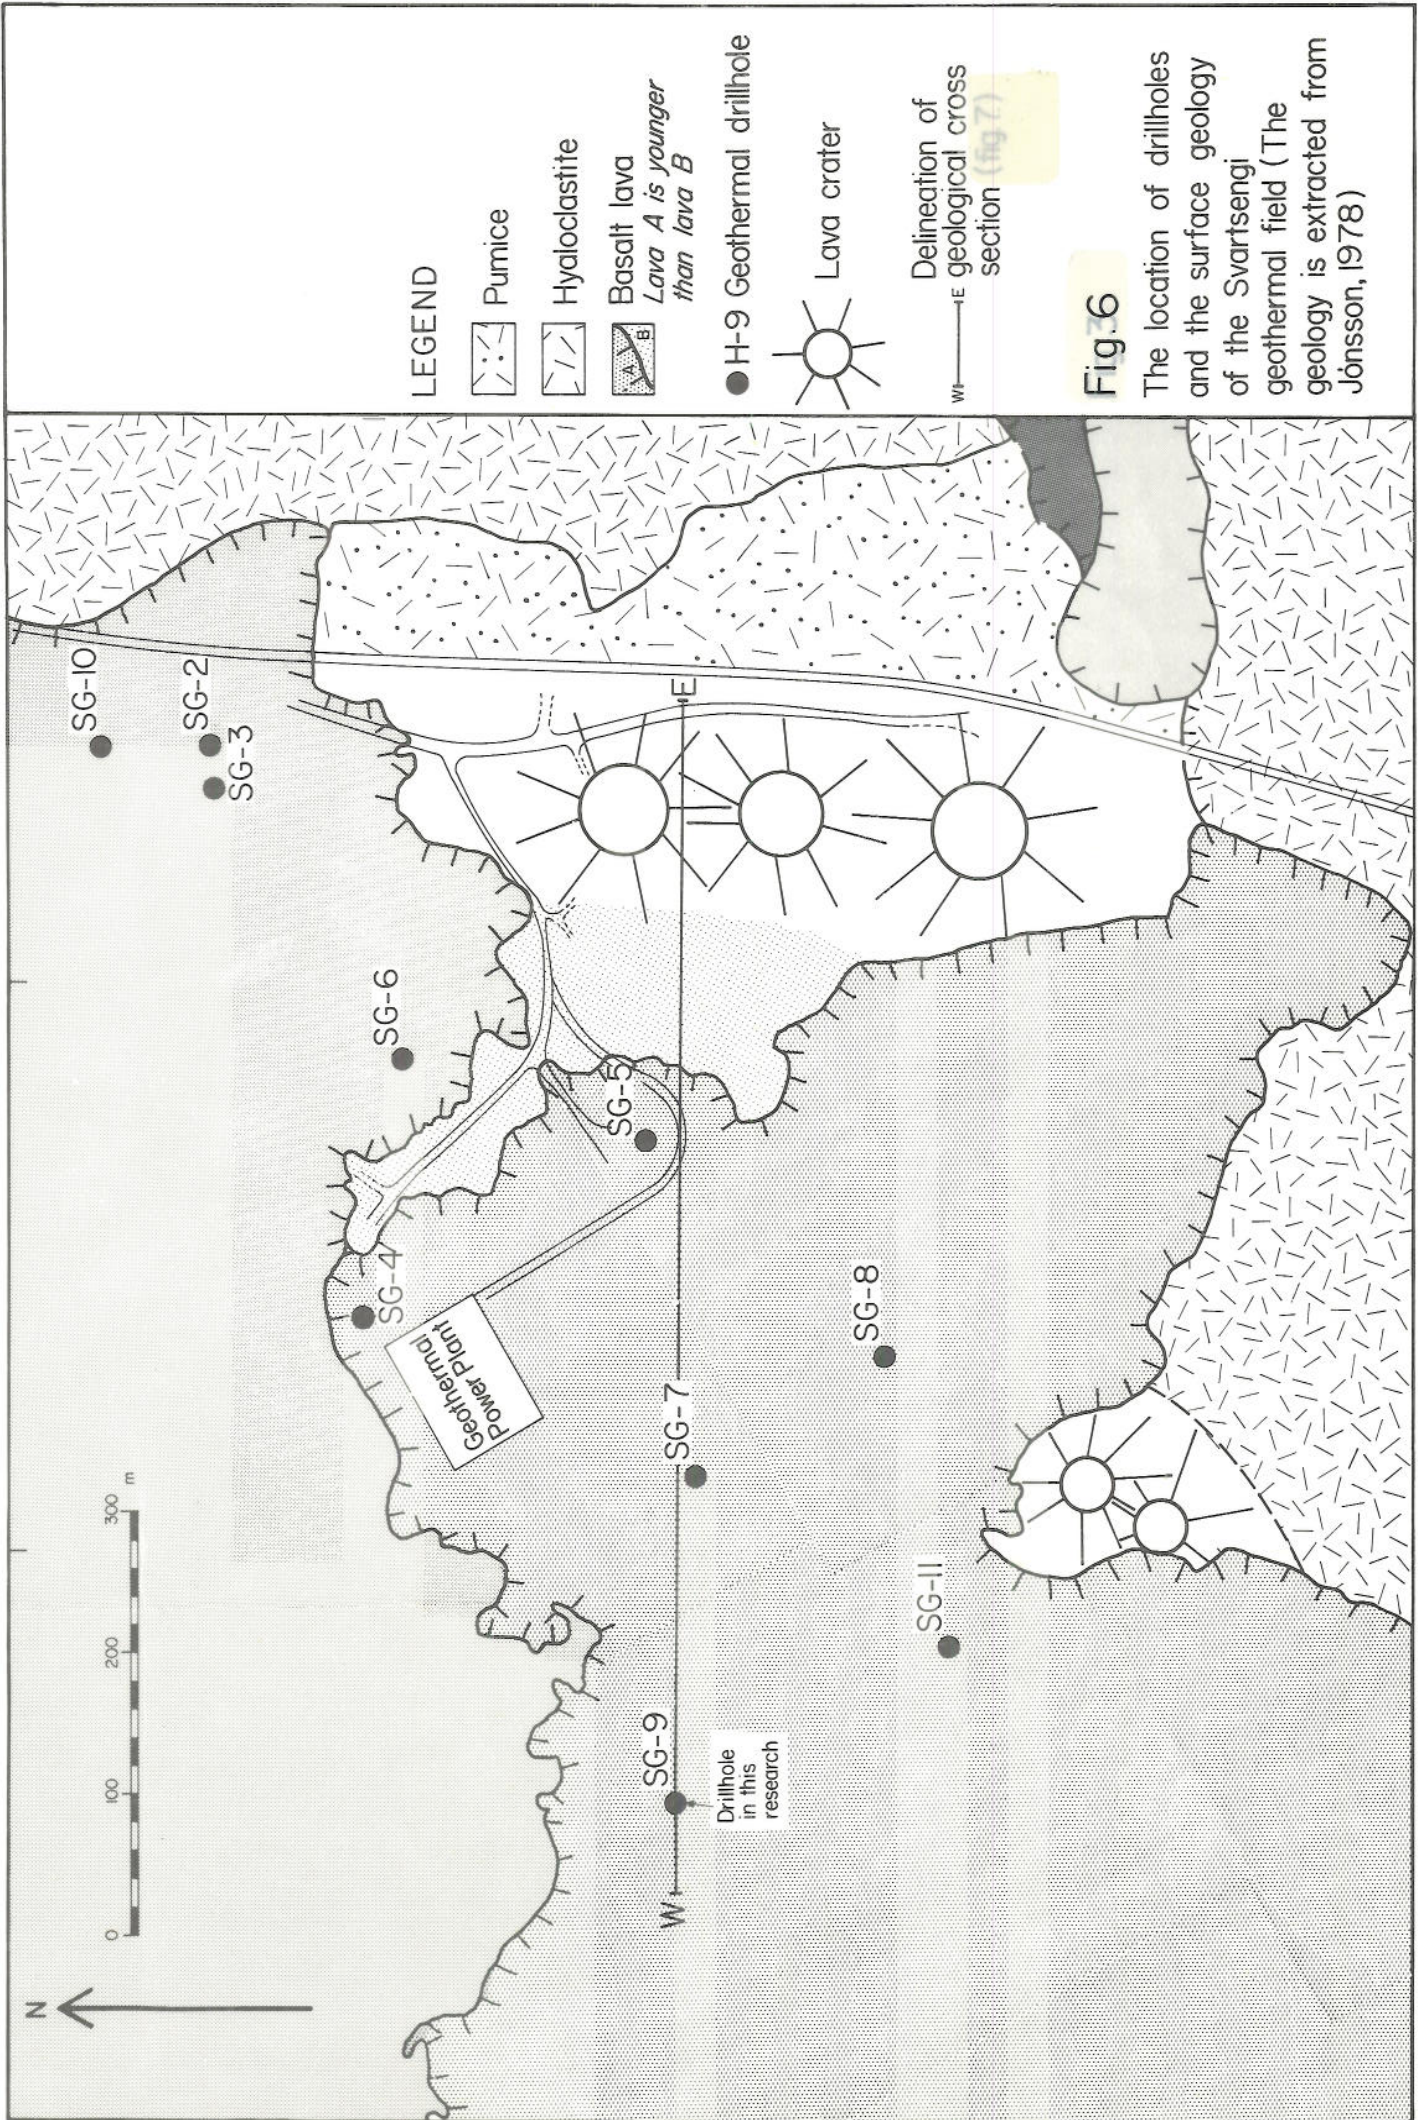 N
0 100 200 300 m
SG-10
SG-2
SG-3
SG-6
SG-4
Geothermal
Power Plant
SG-5
W
E
SG-9
Drillhole
in this
research
SG-7
SG-8
SG-11
LEGEND
Pumice
Hyaloclastite
A
B
Basalt lava
Lava A is younger
than lava B
H-9 Geothermal drillhole
Lava crater
W
E
Delineation of
geological cross
section (fig 7)
Fig. 6
The location of drillholes
and the surface geology
of the Svartsengi
geothermal field (The
geology is extracted from
Jónsson, 1978)